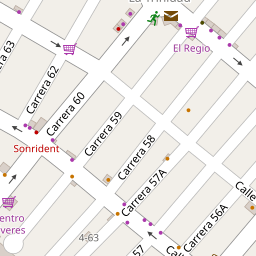 La Trinidad
El Regio
Carrera 63
Carrera 62
Carrera 60
Carrera 59
Carrera 58
Sonrident
Carrera 57A
Calle
Carrera 56A
entro
veres
4-63
57